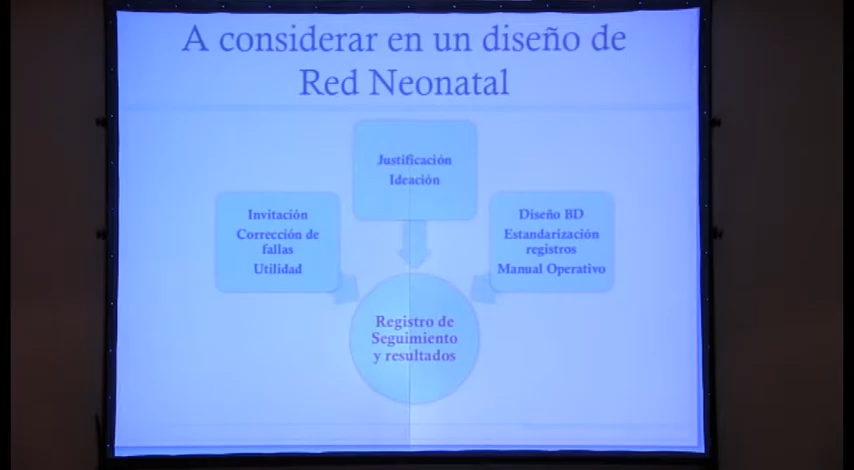 A considerar en un diseño de
Red Neonatal
Justificación
Ideación
Invitación
Corrección de
fallas
Utilidad
Diseño BD
Estandarización
registros
Manual Operativo
Registro de
Seguimiento
y resultados